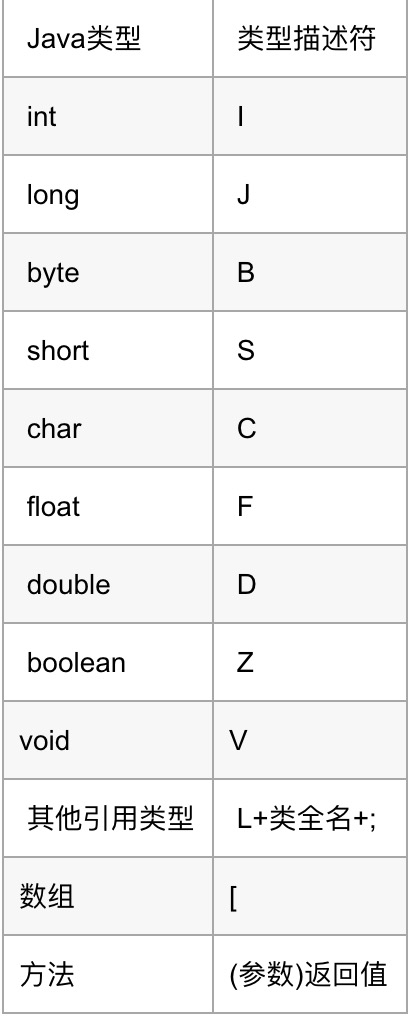 Java类型 类型描述符
int I
long J
byte B
short S
char C
float F
double D
boolean Z
void V
其他引用类型 L+类全名+;
数组 [
方法 (参数)返回值